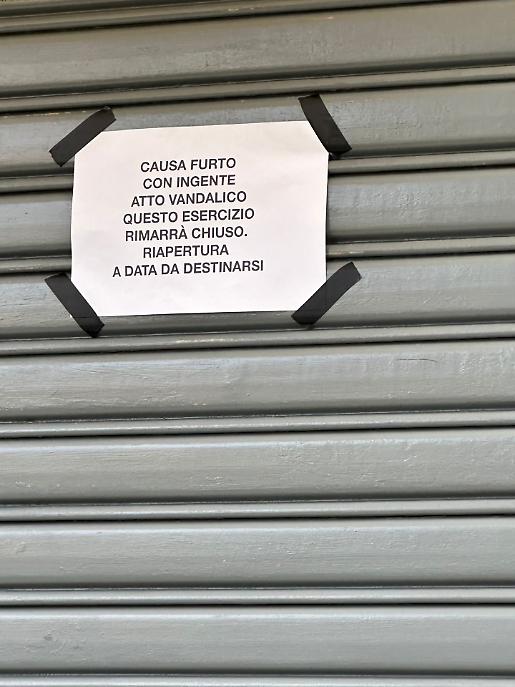 CAUSA FURTO
CON INGENTE
ATTO VANDALICO
QUESTO ESERCIZIO
RIMARRÀ CHIUSO.
RIAPERTURA
A DATA DA DESTINARSI